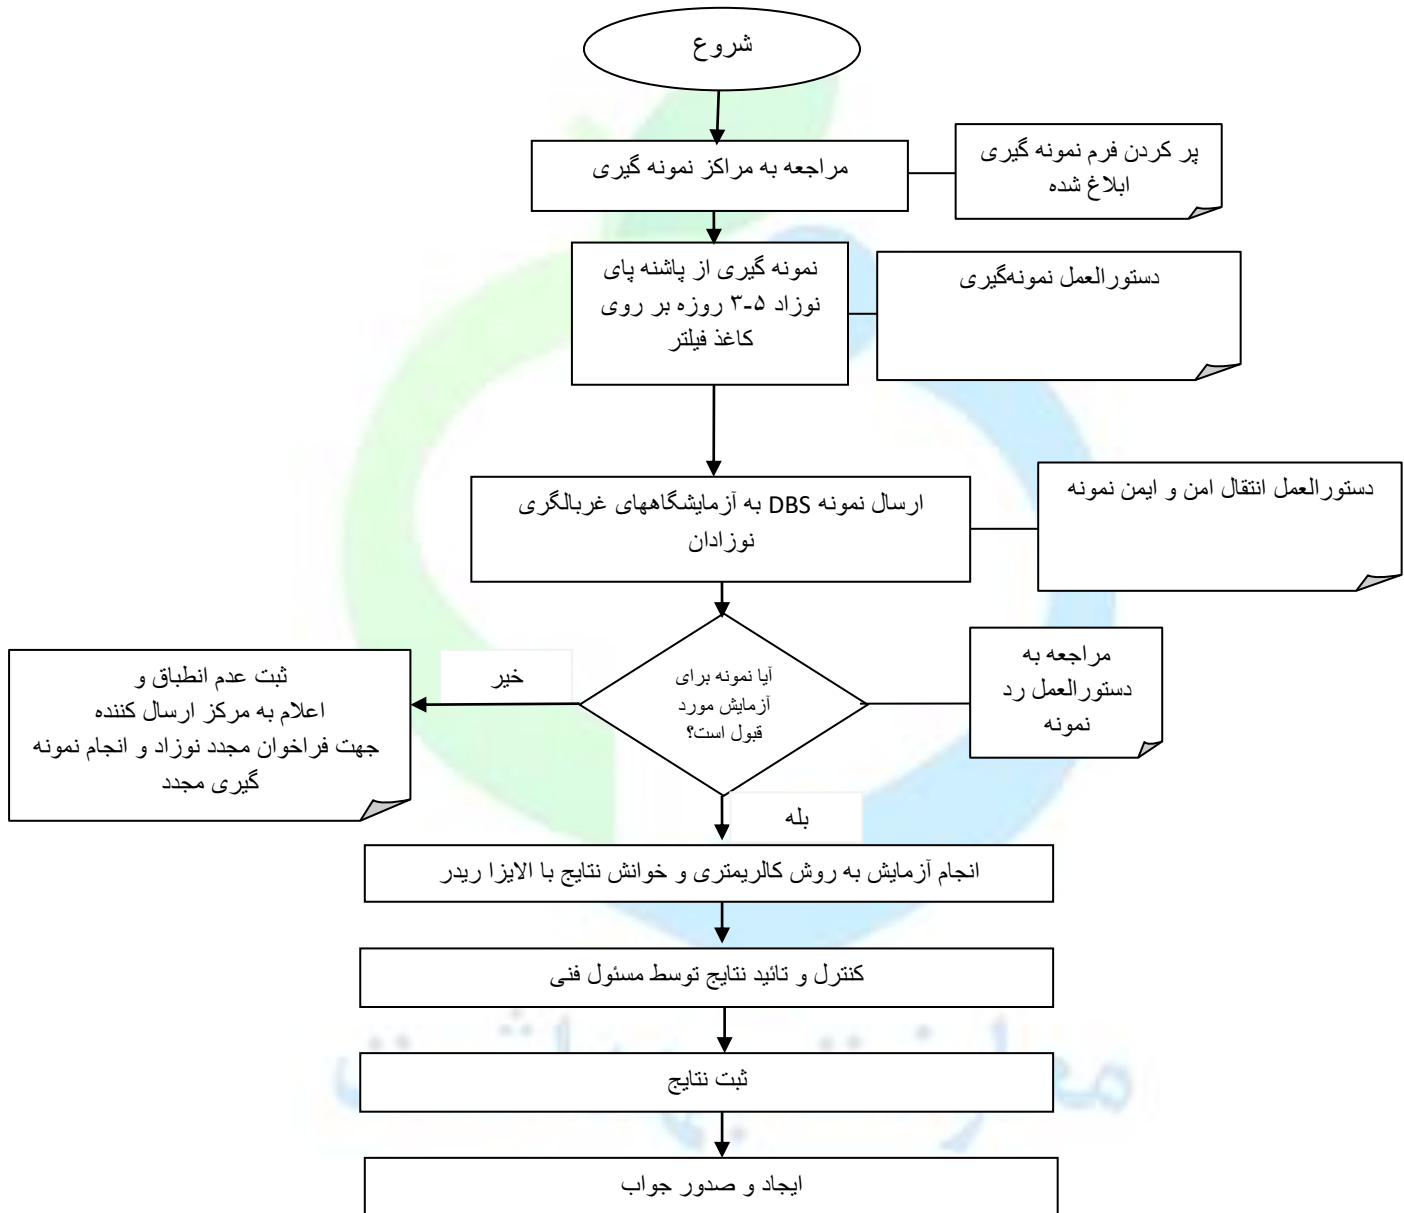 شروع
مراجعه به مراکز نمونه گیری
پر کردن فرم نمونه گیری
ابلاغ شده
نمونه گیری از پاشنه پای
نوزاد ۵-۳ روزه بر روی
کاغذ فیلتر
دستورالعمل نمونه‌گیری
ارسال نمونه DBS به آزمایشگاههای غربالگری
نوزادان
دستورالعمل انتقال امن و ایمن نمونه
آیا نمونه برای
آزمایش مورد
قبول است؟
مراجعه به
دستورالعمل رد
نمونه
خیر
ثبت عدم انطباق و
اعلام به مرکز ارسال کننده
جهت فراخوان مجدد نوزاد و انجام نمونه
گیری مجدد
بله
انجام آزمایش به روش کالریمتری و خوانش نتایج با الایزا ریدر
کنترل و تائید نتایج توسط مسئول فنی
ثبت نتایج
ایجاد و صدور جواب
معاونت بهداشت